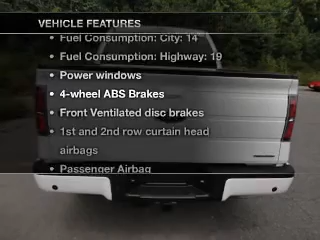 VEHICLE FEATURES
• Fuel Consumption: City: 14
• Fuel Consumption: Highway: 19
• Power windows
• 4-wheel ABS Brakes
• Front Ventilated disc brakes
• 1st and 2nd row curtain head
airbags
• Passenger Airbag